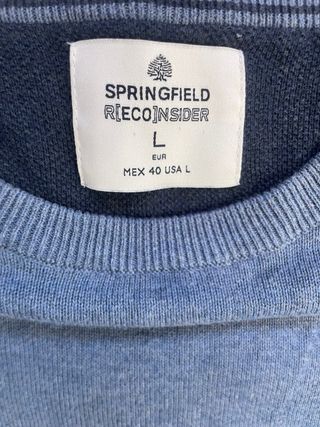 SPRINGFIELD
R[ECO]NSIDER
L
EUR
MEX 40 USA L